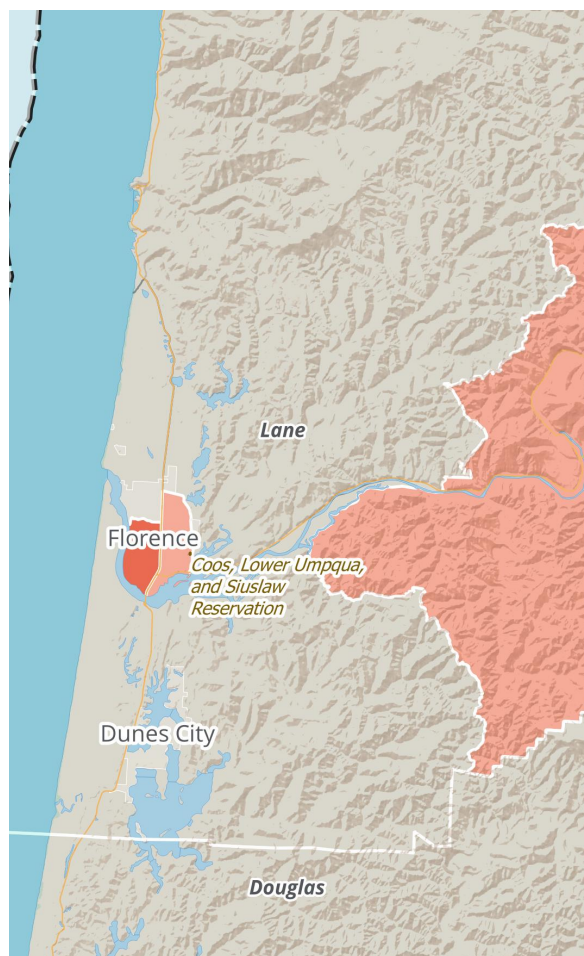 Lane
Florence
Coos, Lower Umpqua,
and Siuslaw
Reservation
Dunes City
Douglas